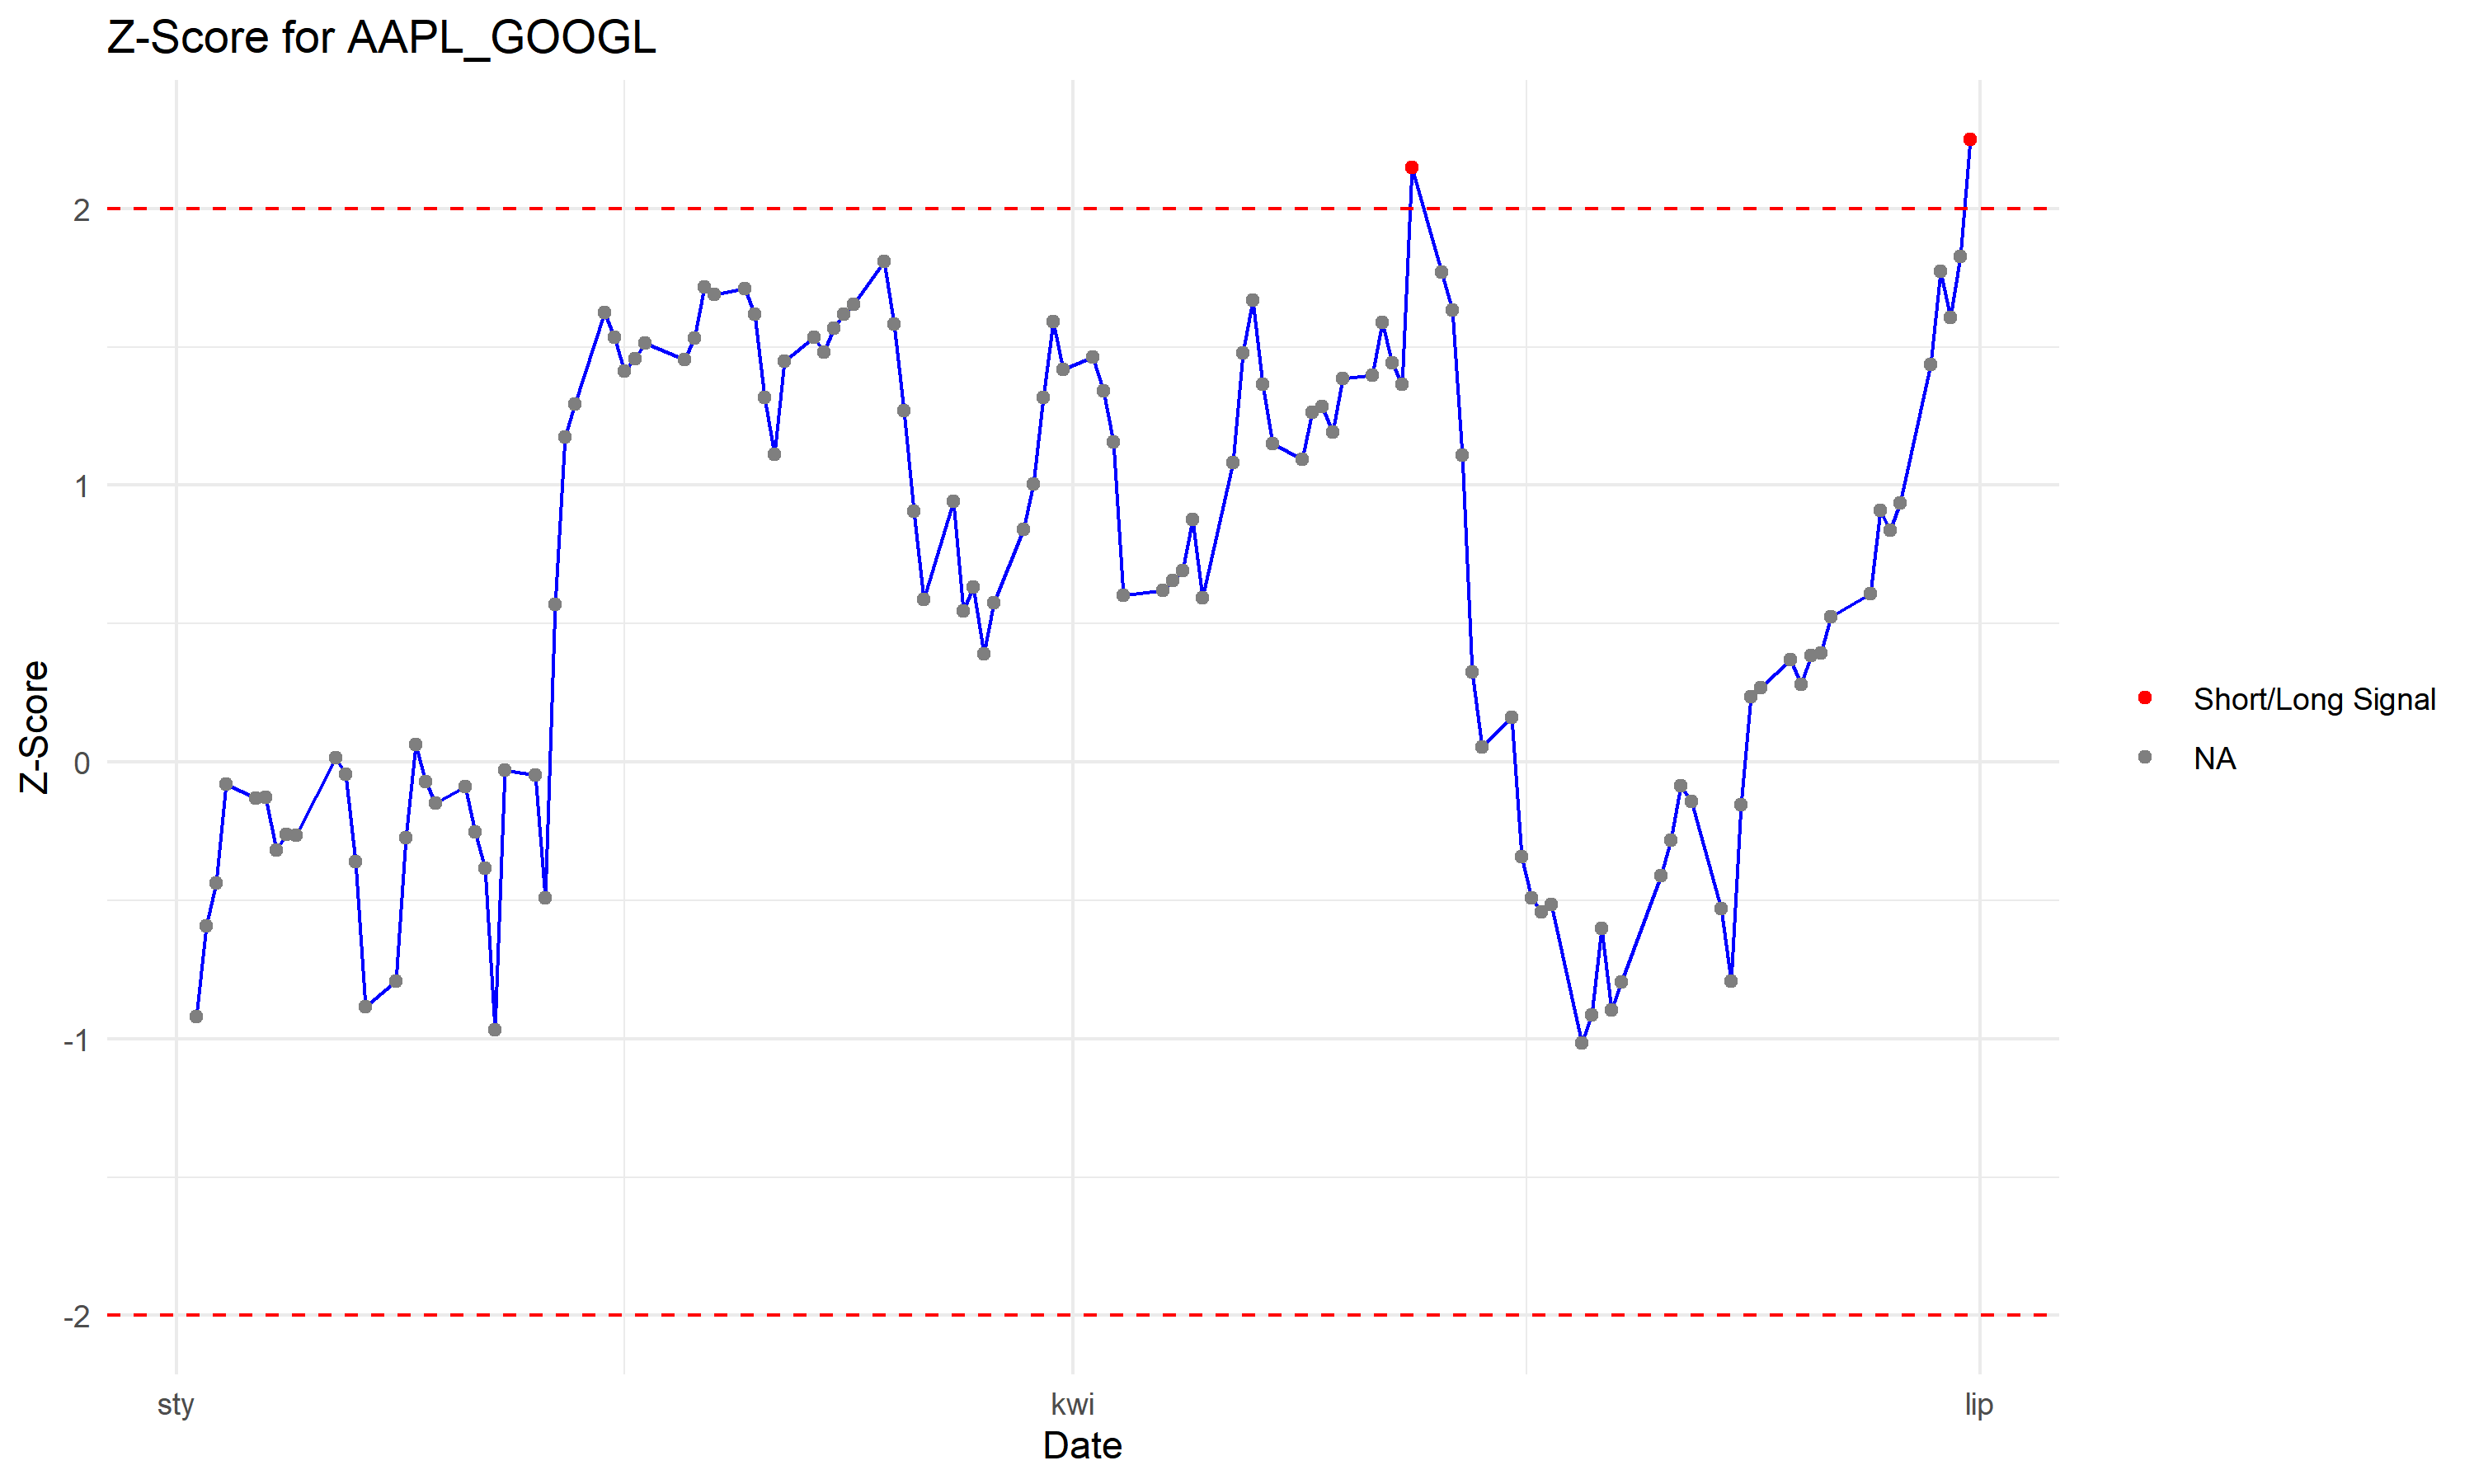 Z-Score for AAPL_GOOGL
Z-Score
2
1
0
-1
-2
sty
kwi
lip
Date
Short/Long Signal
NA